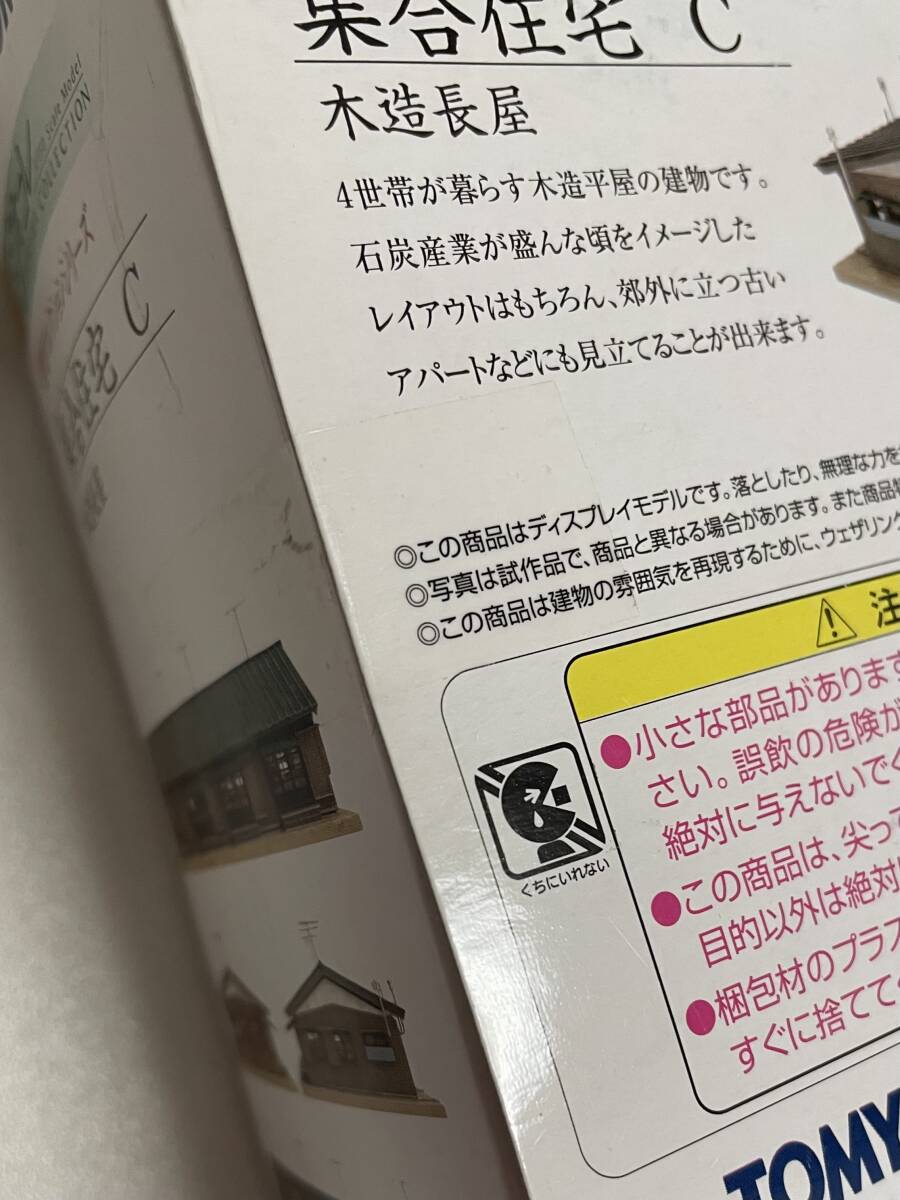 Scale Model
COLLECTION
シリーズ
住宅 C
集合住宅 C
木造長屋
4世帯が暮らす木造平屋の建物です。
石炭産業が盛んな頃をイメージした
レイアウトはもちろん、郊外に立つ古い
アパートなどにも見立てることが出来ます。
◎この商品はディスプレイモデルです。落としたり、無理な力を
◎写真は試作品で、商品と異なる場合があります。また商品
◎この商品は建物の雰囲気を再現するために、ウェザリング
注
●小さな部品があります
さい。誤飲の危険が
絶対に与えないでく
●この商品は、尖っ
目的以外は絶対
●梱包材のプラス
すぐに捨てて
くちにいれない
TOMY